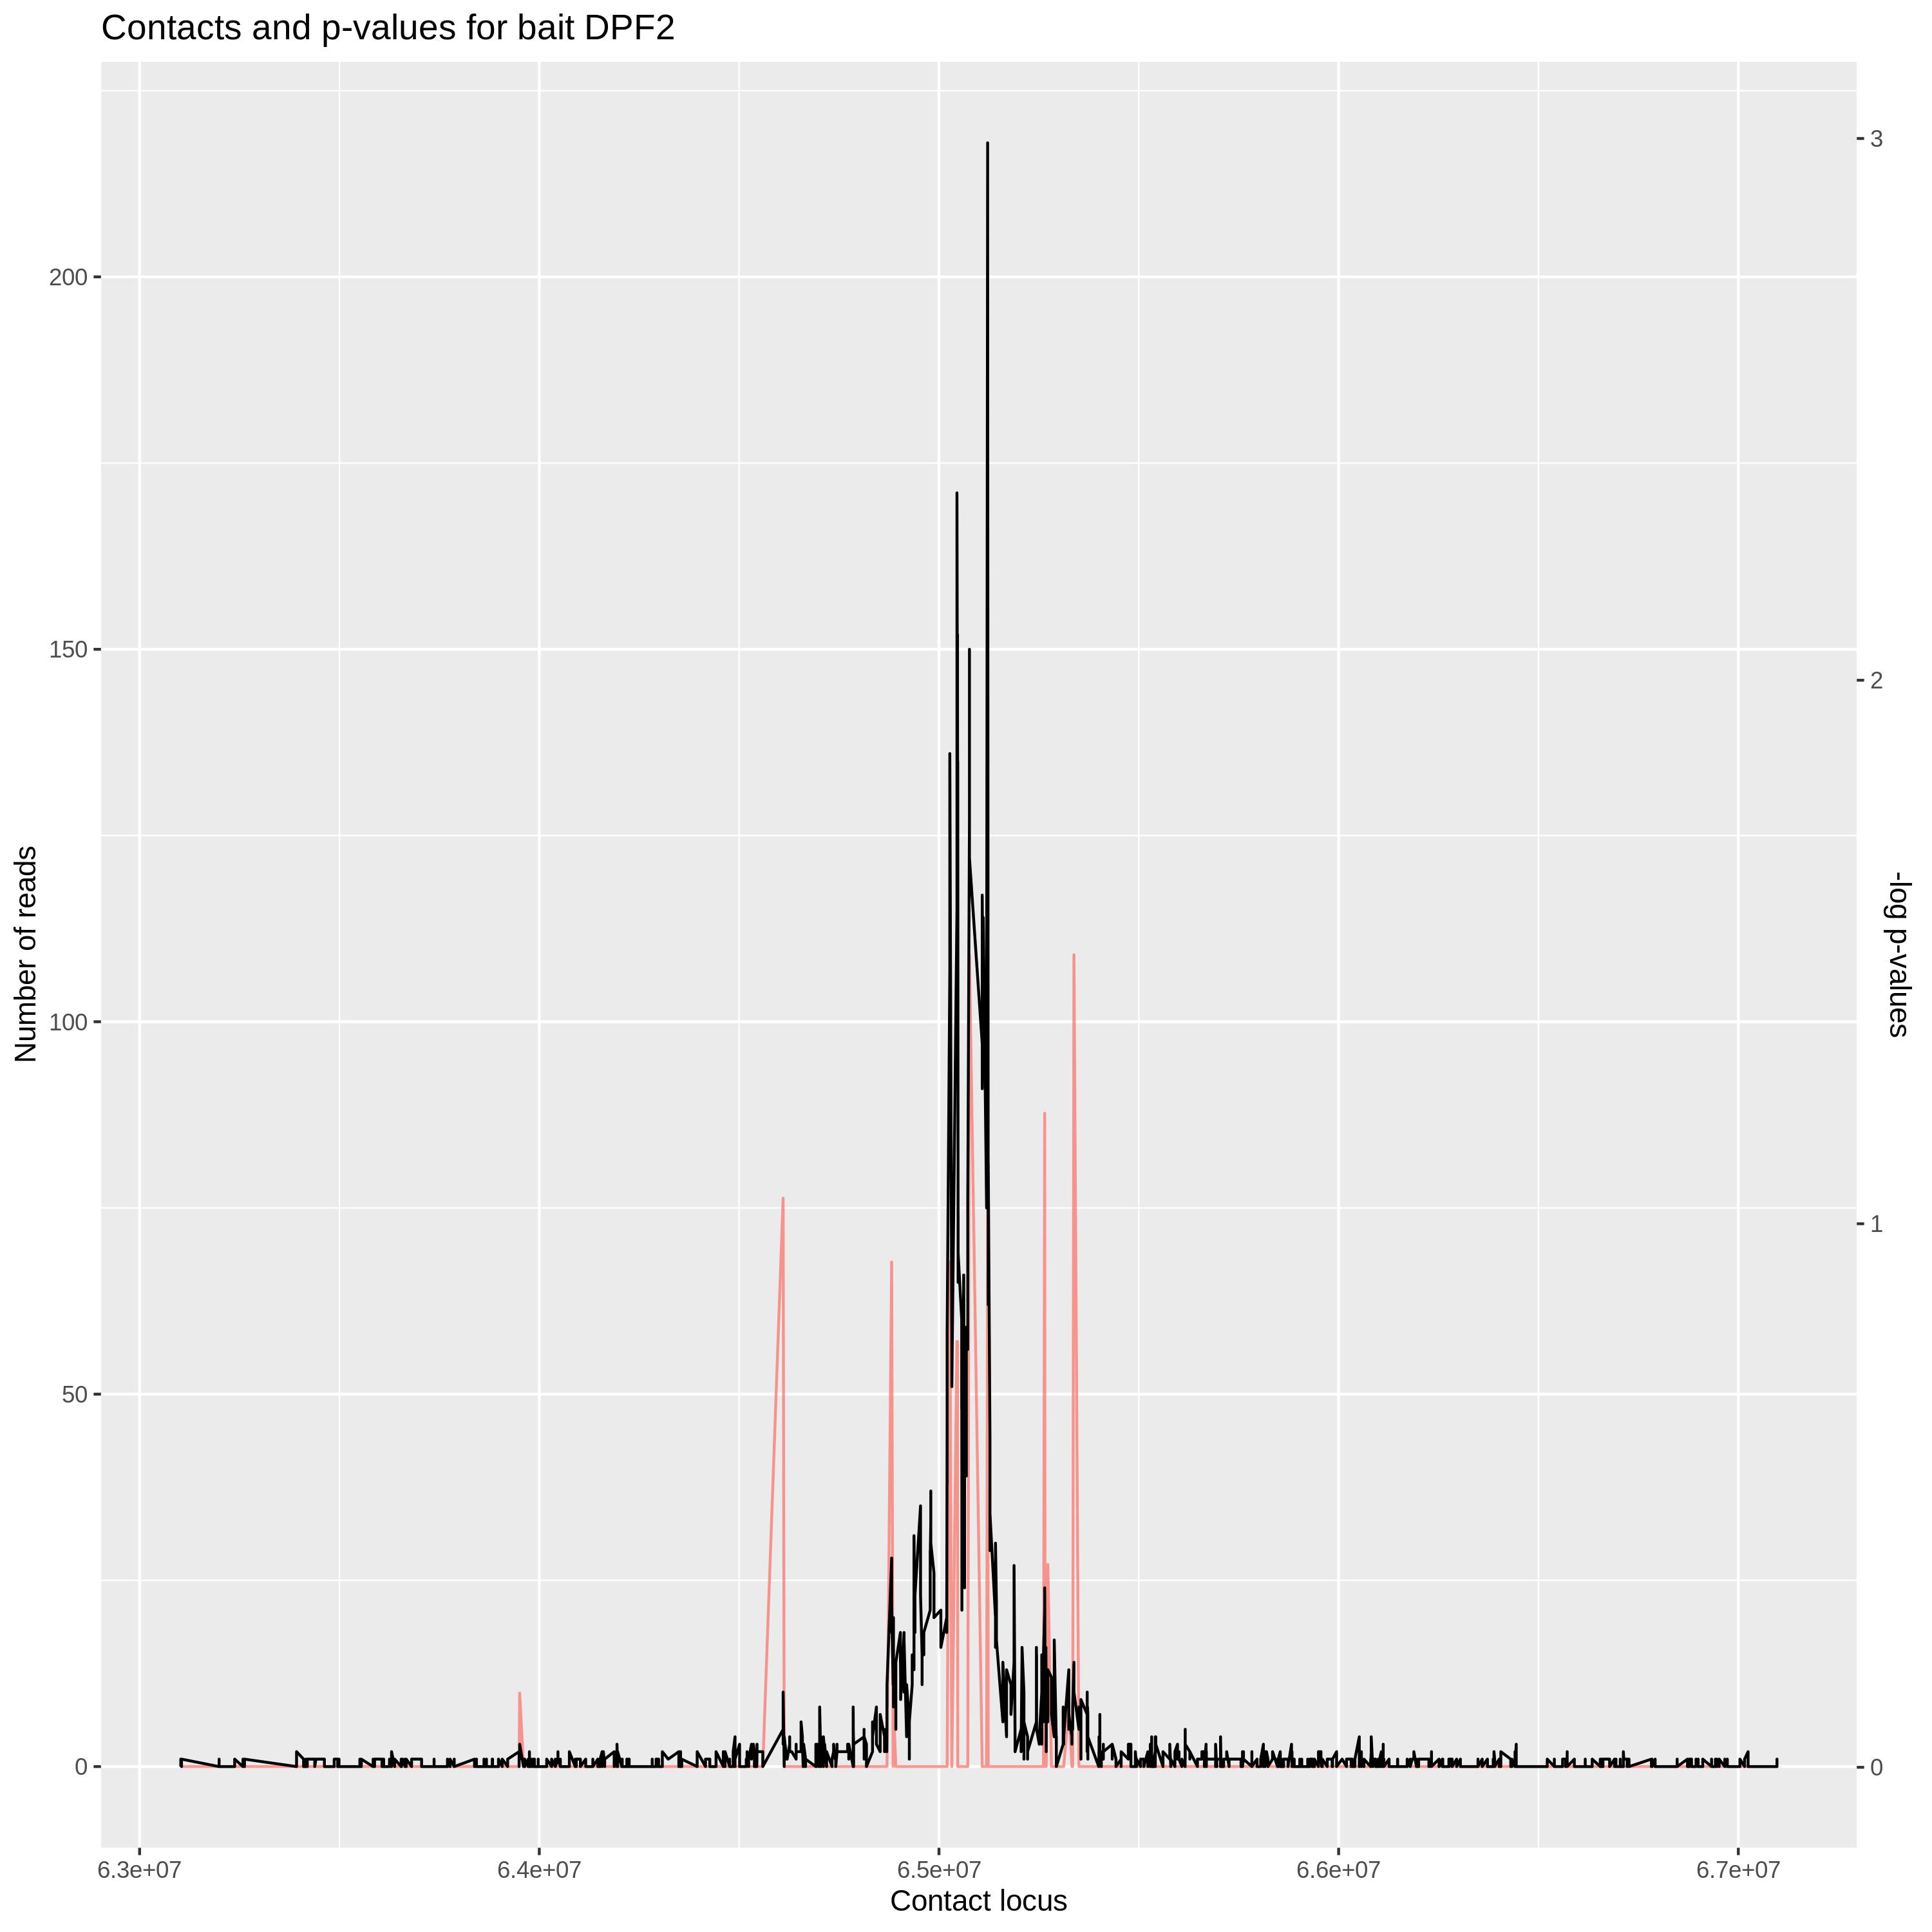 Contacts and p-values for bait DPF2
Number of reads
200
150
100
50
0
3
2
1
0
-log p-values
6.3e+07
6.4e+07
6.5e+07
6.6e+07
6.7e+07
Contact locus